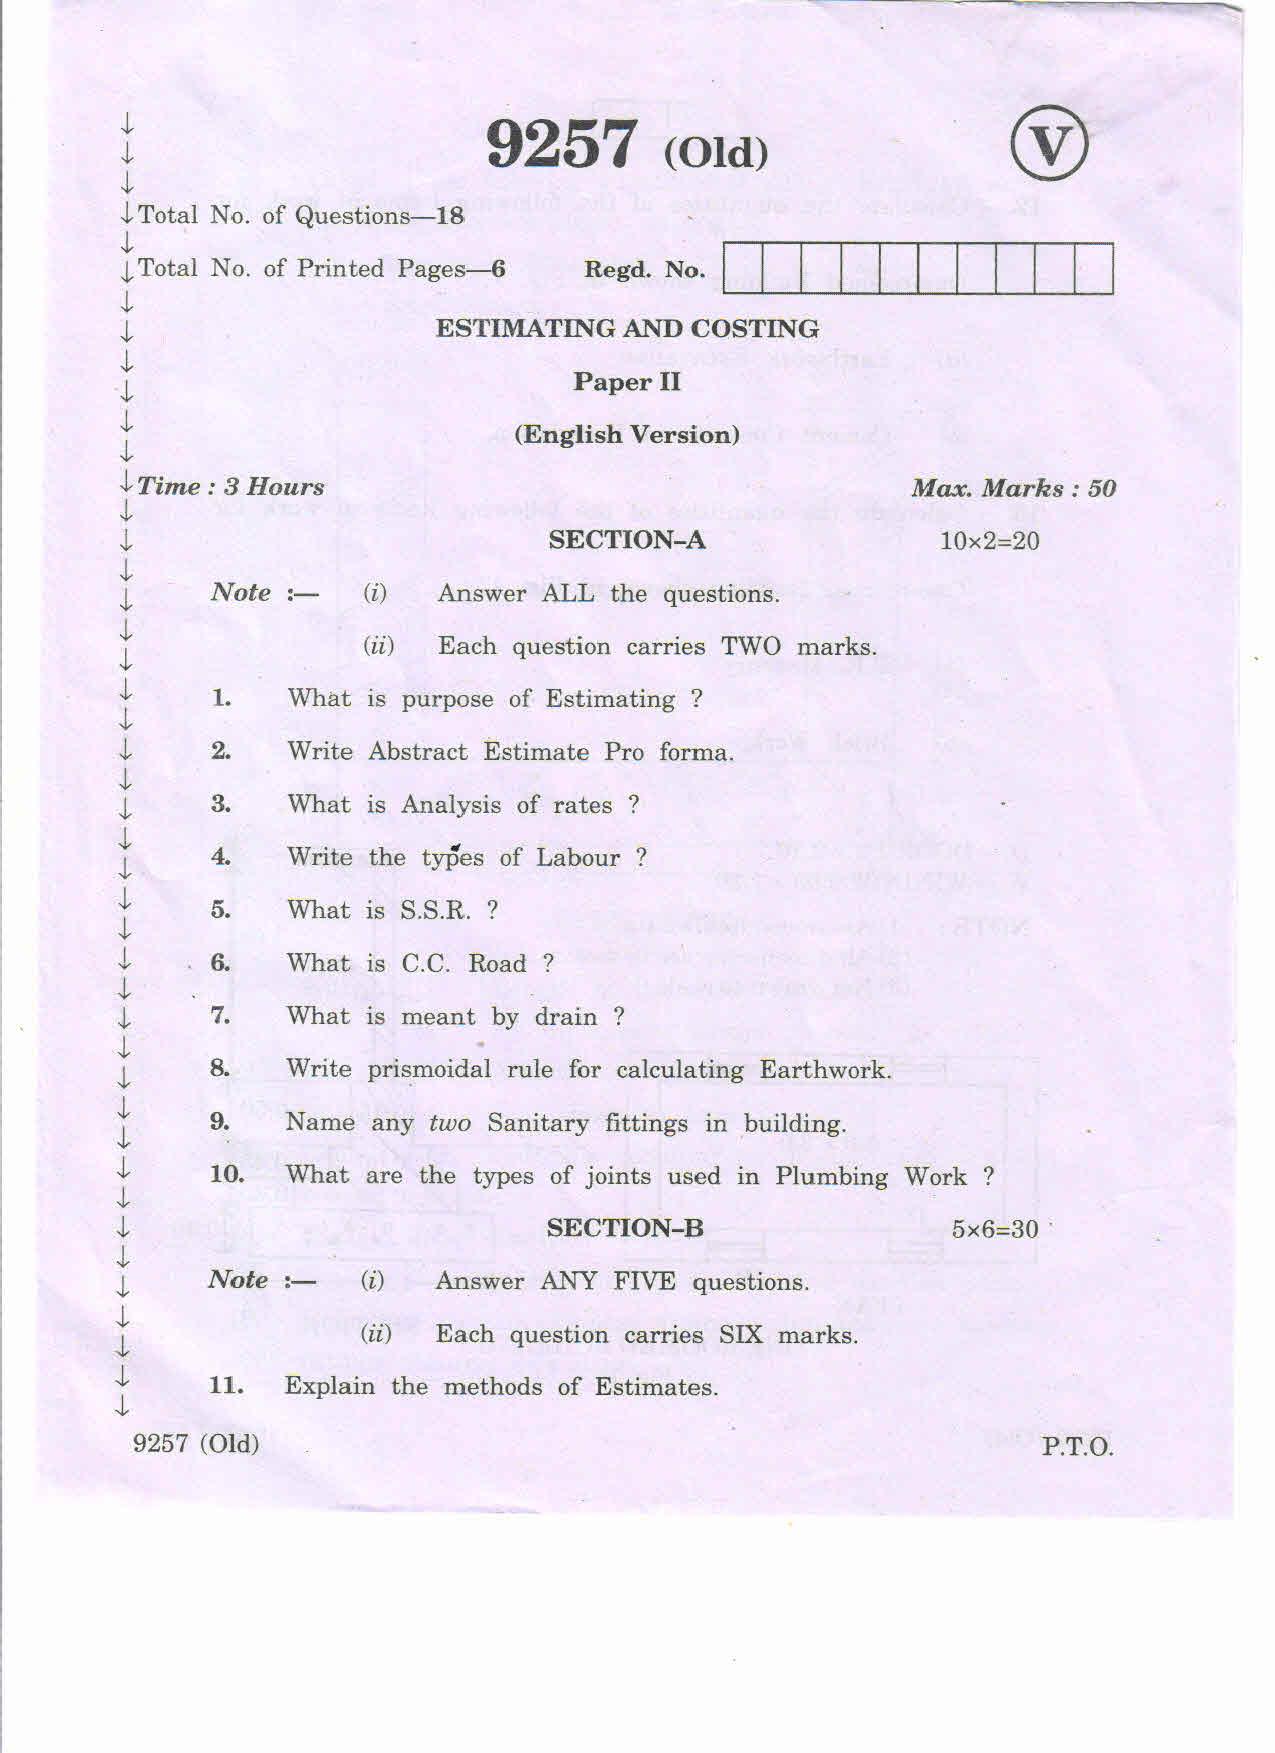 9257 (Old)
V
Total No. of Questions—18
Total No. of Printed Pages—6 Regd. No.
ESTIMATING AND COSTING
Paper II
(English Version)
Time : 3 Hours Max. Marks : 50
SECTION–A 10×2=20
Note :— (i) Answer ALL the questions.
(ii) Each question carries TWO marks.
1. What is purpose of Estimating ?
2. Write Abstract Estimate Pro forma.
3. What is Analysis of rates ?
4. Write the types of Labour ?
5. What is S.S.R. ?
6. What is C.C. Road ?
7. What is meant by drain ?
8. Write prismoidal rule for calculating Earthwork.
9. Name any two Sanitary fittings in building.
10. What are the types of joints used in Plumbing Work ?
SECTION–B 5×6=30
Note :— (i) Answer ANY FIVE questions.
(ii) Each question carries SIX marks.
11. Explain the methods of Estimates.
9257 (Old) P.T.O.